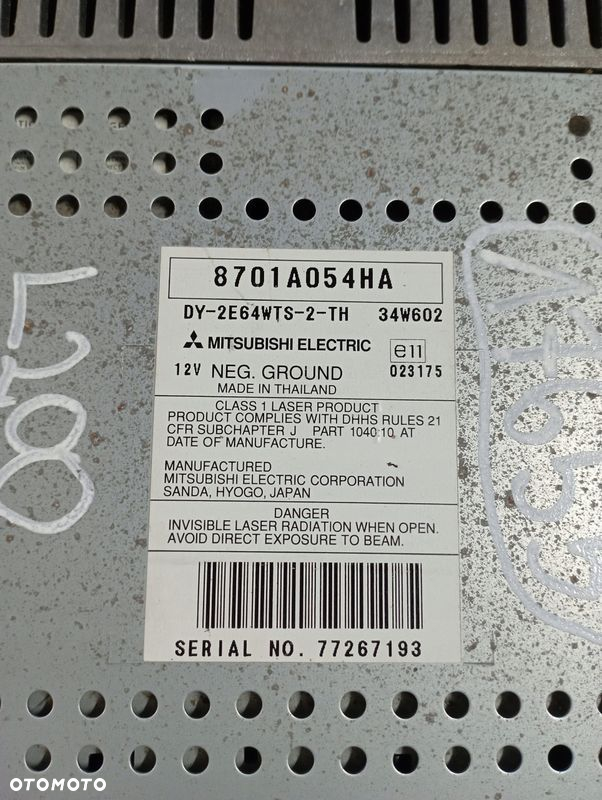 8701A054HA
DY-2E64WTS-2-TH 34W602
MITSUBISHI ELECTRIC e11
12V NEG. GROUND 023175
MADE IN THAILAND
CLASS 1 LASER PRODUCT
PRODUCT COMPLIES WITH DHHS RULES 21
CFR SUBCHAPTER J PART 1040:10, AT
DATE OF MANUFACTURE.
MANUFACTURED
MITSUBISHI ELECTRIC CORPORATION
SANDA, HYOGO, JAPAN
DANGER
INVISIBLE LASER RADIATION WHEN OPEN.
AVOID DIRECT EXPOSURE TO BEAM.
SERIAL NO. 77267193
L200
OTOMOTO